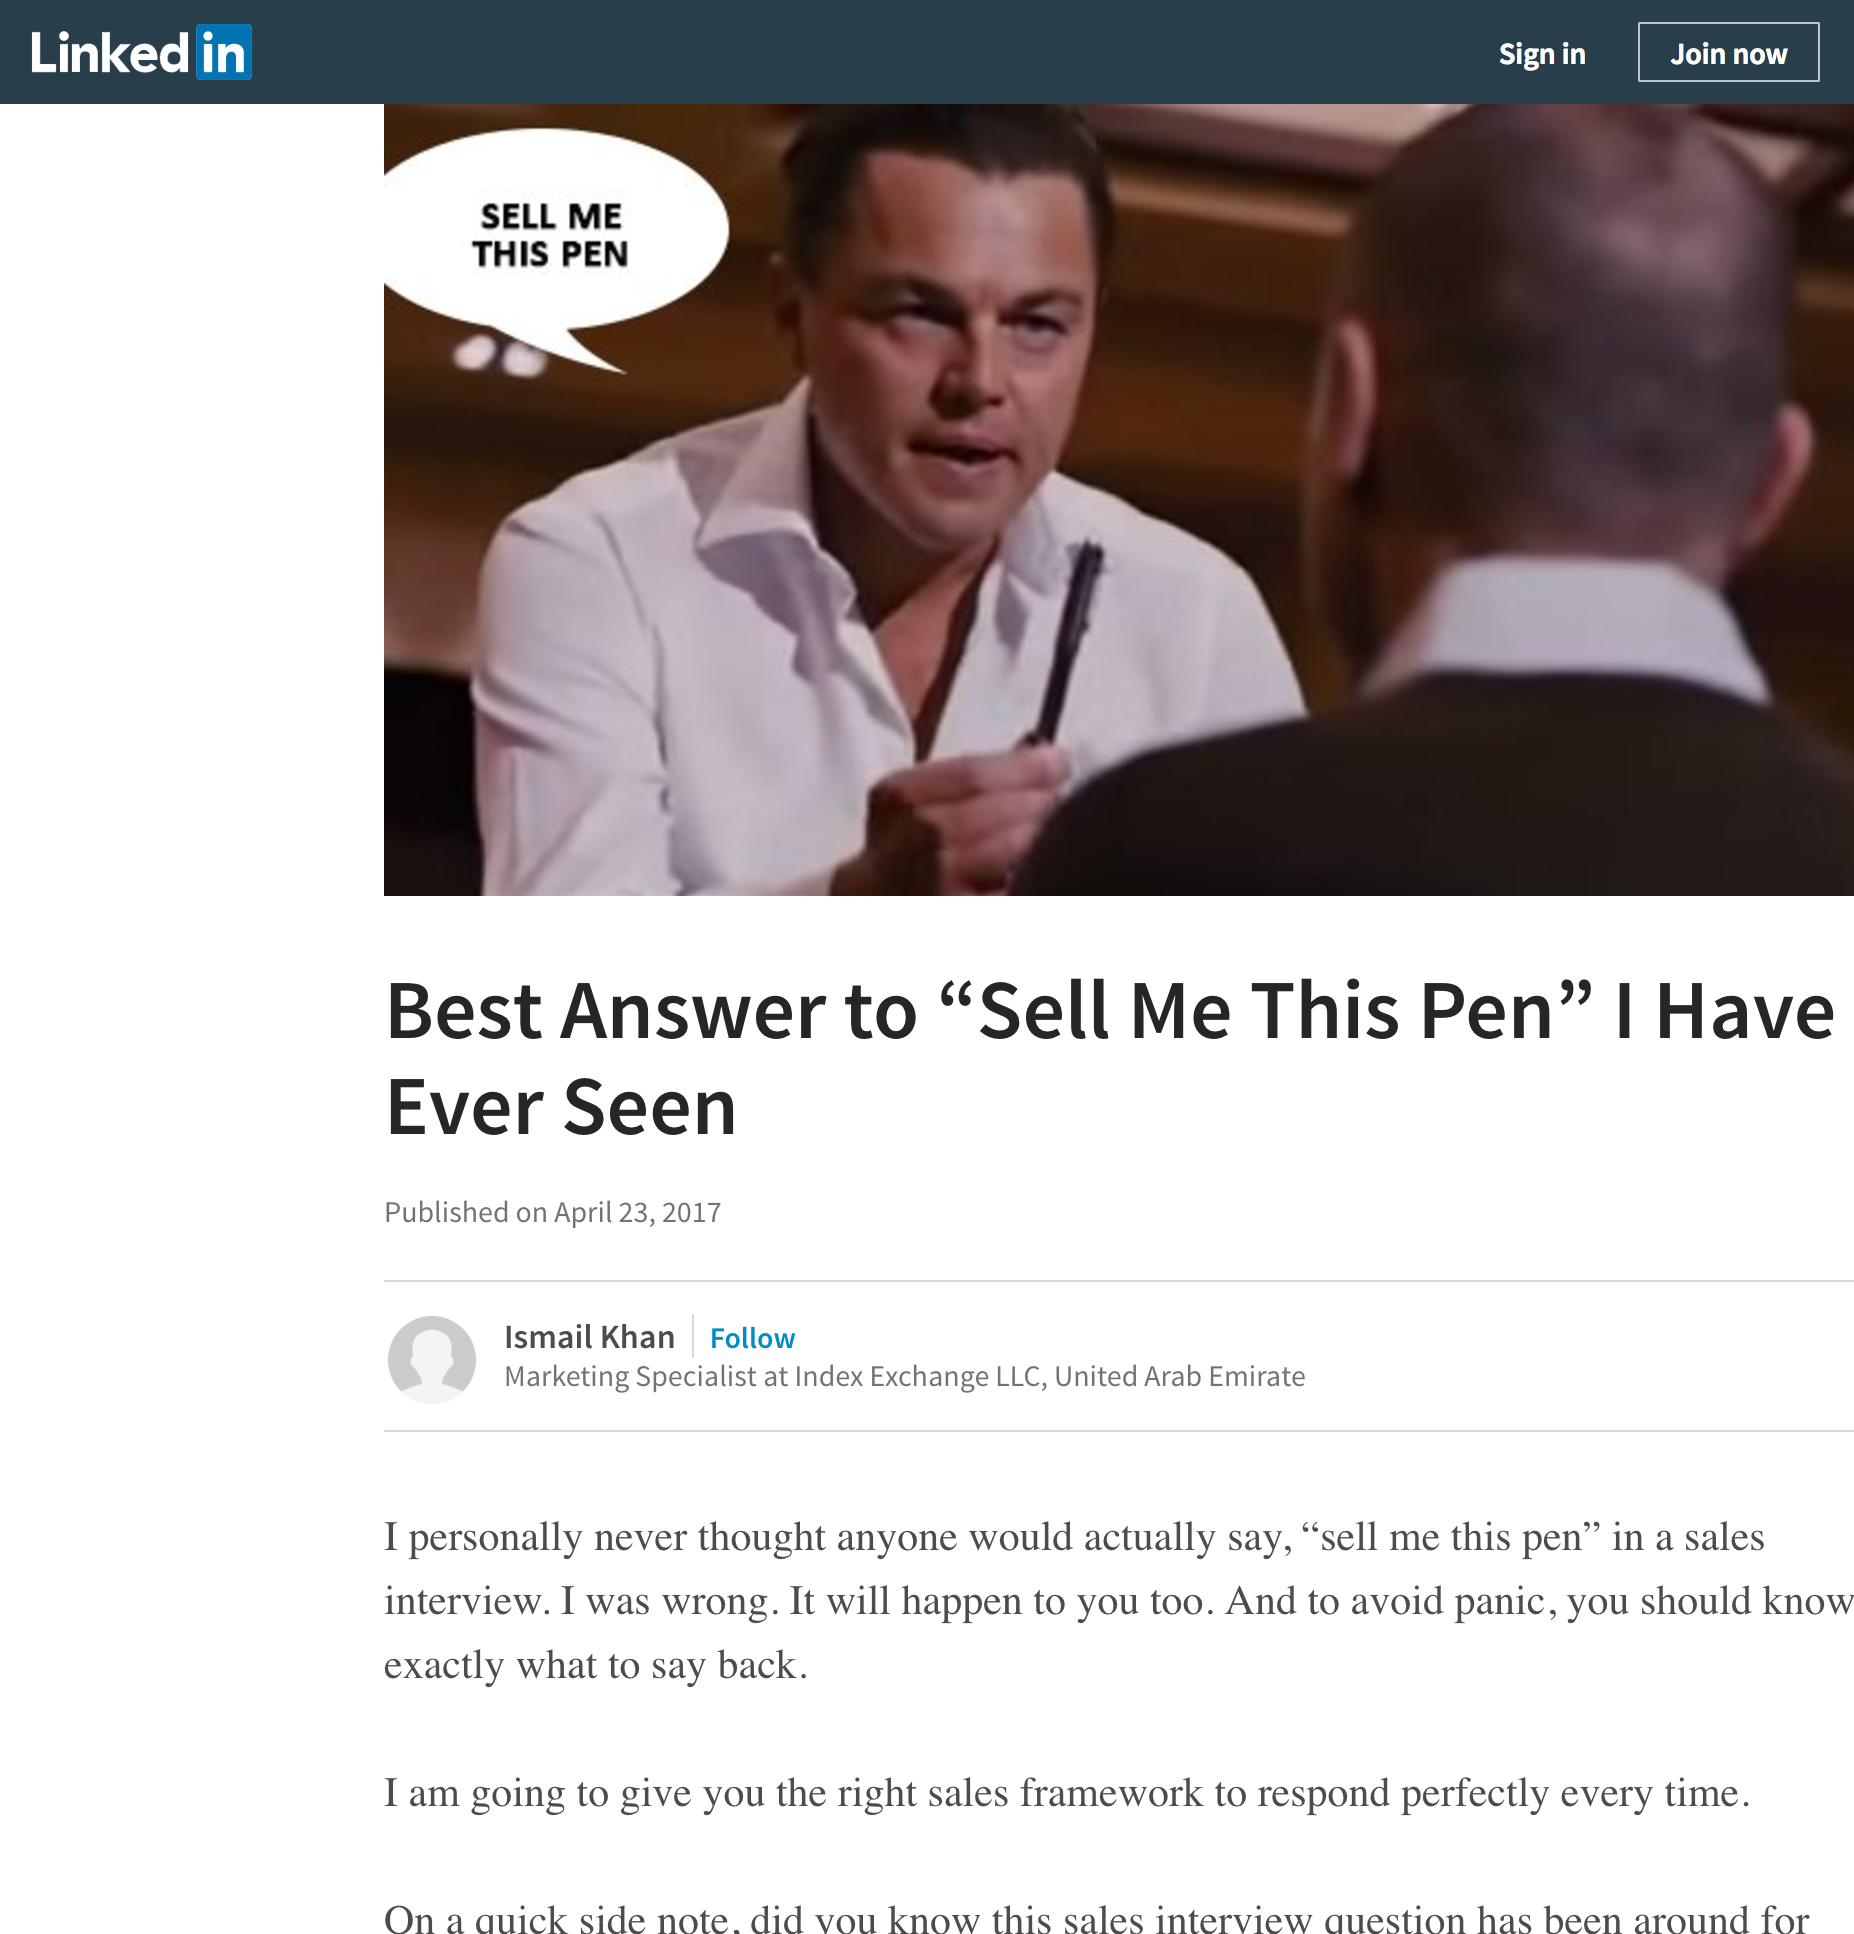 Linked in
Sign in
Join now
SELL ME
THIS PEN
Best Answer to “Sell Me This Pen” I Have
Ever Seen
Published on April 23, 2017
Ismail Khan
Follow
Marketing Specialist at Index Exchange LLC, United Arab Emirate
I personally never thought anyone would actually say, “sell me this pen” in a sales
interview. I was wrong. It will happen to you too. And to avoid panic, you should know
exactly what to say back.
I am going to give you the right sales framework to respond perfectly every time.
On a quick side note, did you know this sales interview question has been around for